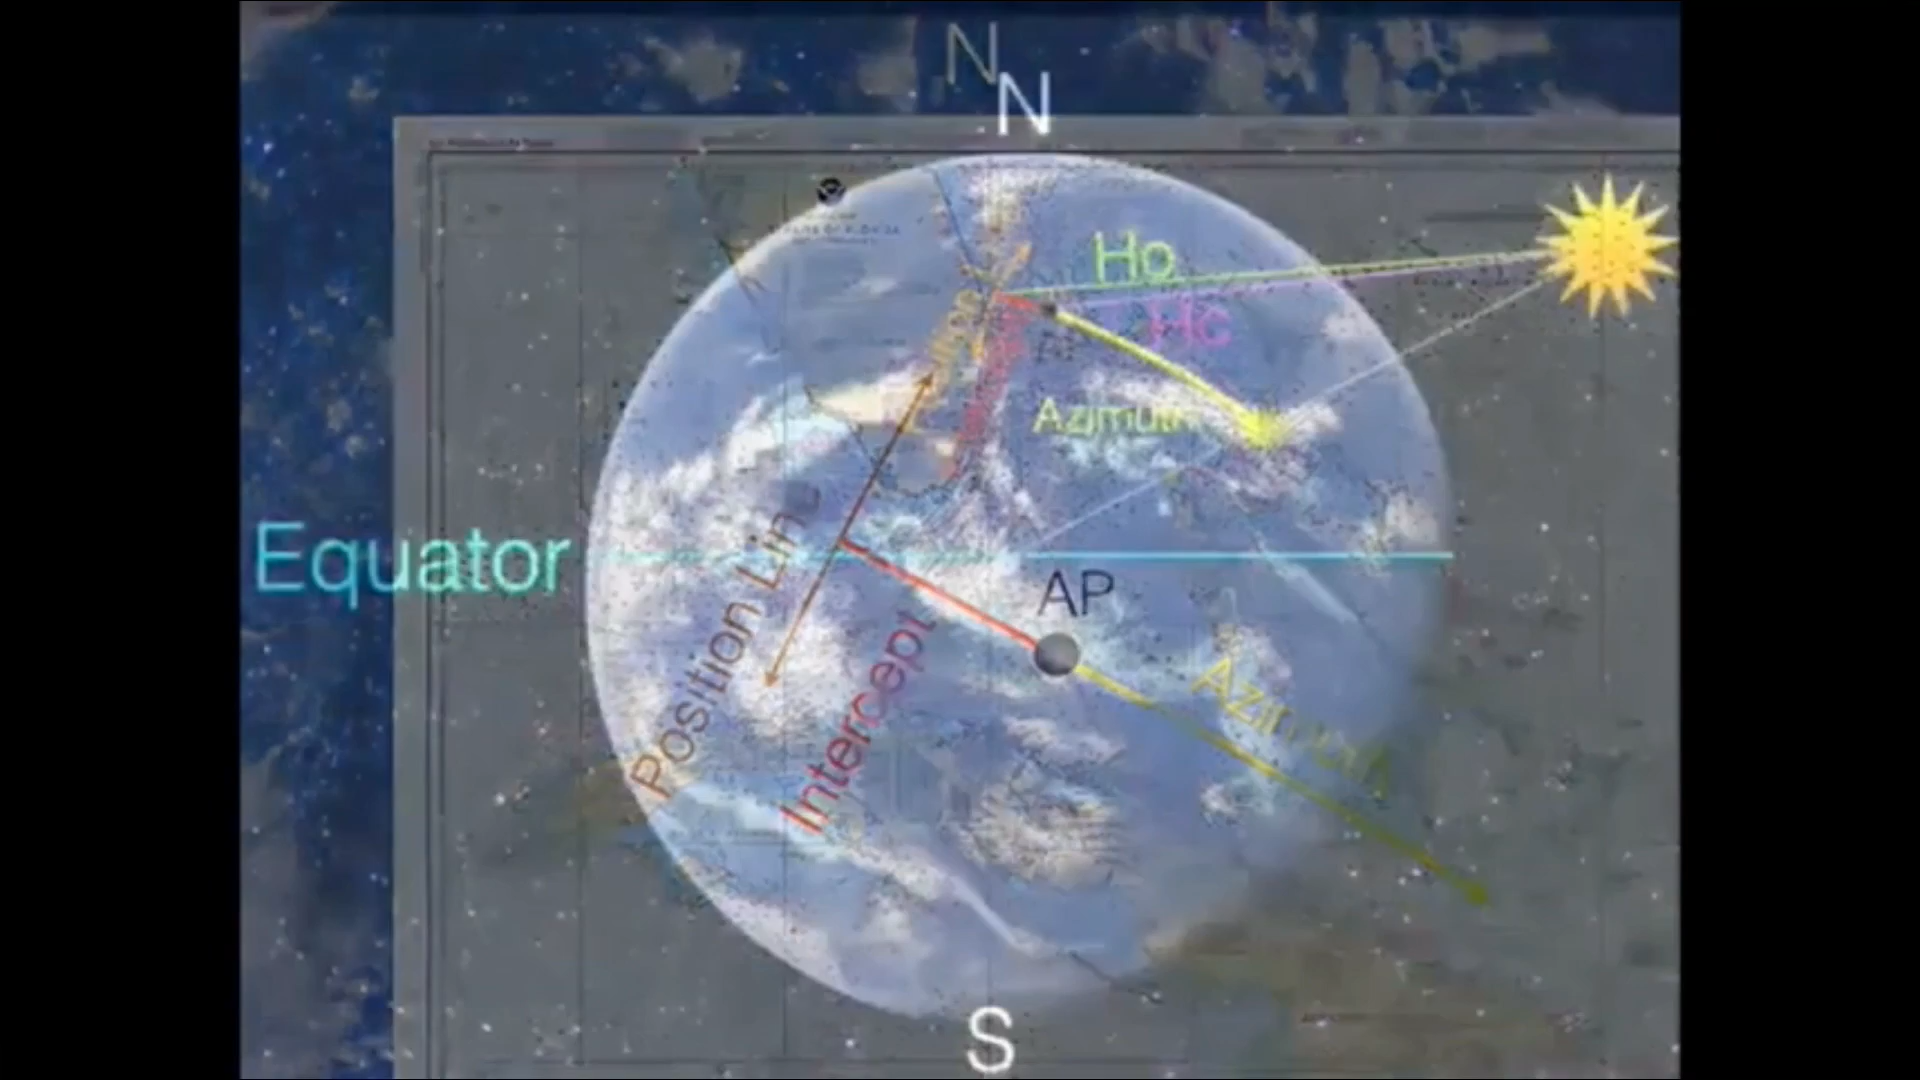 N
N
Ho
Hc
Azimuth
Equator
AP
Position Line
Intercept
Azimuth
S